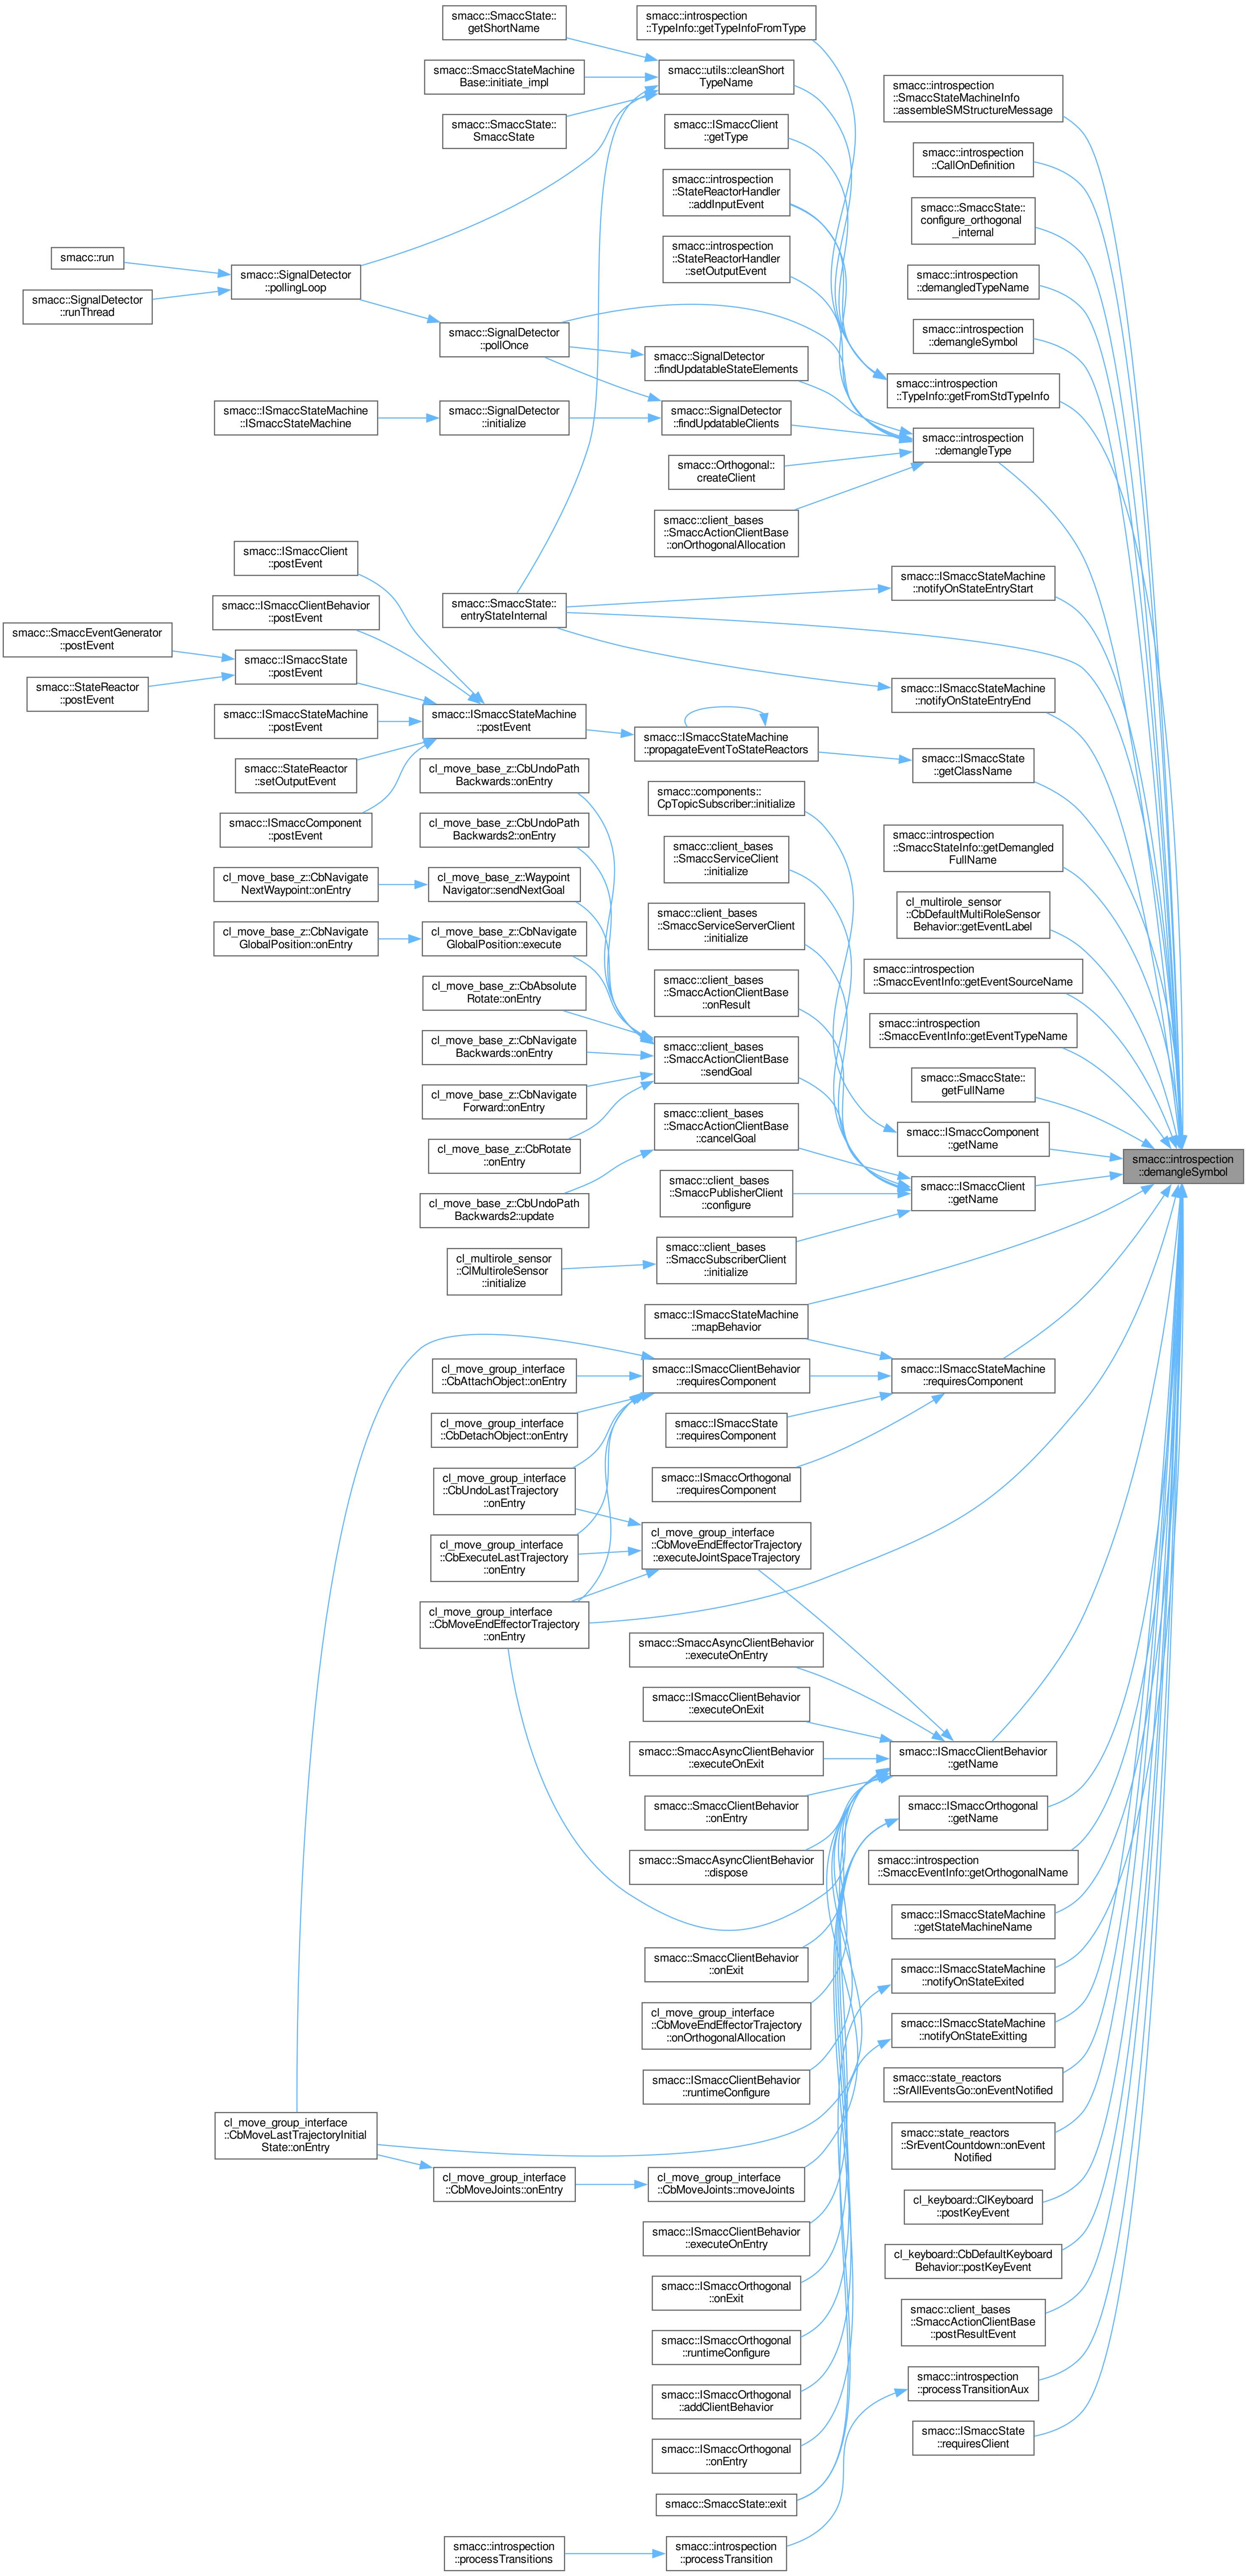 smacc::SmaccState::
getShortName
smacc::introspection
::TypeInfo::getTypeInfoFromType
smacc::SmaccStateMachine
Base::initiate_impl
smacc::utils::cleanShort
TypeName
smacc::SmaccState::
SmaccState
smacc::ISmaccClient
::getType
smacc::introspection
::StateReactorHandler
::addInputEvent
smacc::introspection
::StateReactorHandler
::setOutputEvent
smacc::introspection
::SmaccStateMachineInfo
::assembleSMStructureMessage
smacc::introspection
::CallOnDefinition
smacc::SmaccState::
configure_orthogonal
_internal
smacc::introspection
::demangledTypeName
smacc::introspection
::demangleSymbol
smacc::introspection
::TypeInfo::getFromStdTypeInfo
smacc::introspection
::demangleType
smacc::run
smacc::SignalDetector
::runThread
smacc::SignalDetector
::pollingLoop
smacc::SignalDetector
::pollOnce
smacc::SignalDetector
::findUpdatableStateElements
smacc::ISmaccStateMachine
::ISmaccStateMachine
smacc::SignalDetector
::initialize
smacc::SignalDetector
::findUpdatableClients
smacc::Orthogonal::
createClient
smacc::client_bases
::SmaccActionClientBase
::onOrthogonalAllocation
smacc::ISmaccClient
::postEvent
smacc::ISmaccClientBehavior
::postEvent
smacc::SmaccState::
entryStateInternal
smacc::ISmaccStateMachine
::notifyOnStateEntryStart
smacc::SmaccEventGenerator
::postEvent
smacc::StateReactor
::postEvent
smacc::ISmaccState
::postEvent
smacc::ISmaccStateMachine
::postEvent
smacc::ISmaccStateMachine
::postEvent
smacc::ISmaccStateMachine
::propagateEventToStateReactors
smacc::ISmaccStateMachine
::notifyOnStateEntryEnd
smacc::ISmaccState
::getClassName
smacc::StateReactor
::setOutputEvent
smacc::ISmaccComponent
::postEvent
cl_move_base_z::CbUndoPath
Backwards::onEntry
cl_move_base_z::CbUndoPath
Backwards2::onEntry
smacc::components::
CpTopicSubscriber::initialize
smacc::client_bases
::SmaccServiceClient
::initialize
smacc::introspection
::SmaccStateInfo::getDemangled
FullName
cl_move_base_z::CbNavigate
NextWaypoint::onEntry
cl_move_base_z::Waypoint
Navigator::sendNextGoal
smacc::client_bases
::SmaccServiceServerClient
::initialize
cl_multirole_sensor
::CbDefaultMultiRoleSensor
Behavior::getEventLabel
cl_move_base_z::CbNavigate
GlobalPosition::onEntry
cl_move_base_z::CbNavigate
GlobalPosition::execute
smacc::client_bases
::SmaccActionClientBase
::onResult
smacc::introspection
::SmaccEventInfo::getEventSourceName
cl_move_base_z::CbAbsolute
Rotate::onEntry
cl_move_base_z::CbNavigate
Backwards::onEntry
smacc::client_bases
::SmaccActionClientBase
::sendGoal
smacc::introspection
::SmaccEventInfo::getEventTypeName
cl_move_base_z::CbNavigate
Forward::onEntry
smacc::SmaccState::
getFullName
cl_move_base_z::CbRotate
::onEntry
smacc::client_bases
::SmaccActionClientBase
::cancelGoal
smacc::ISmaccComponent
::getName
smacc::introspection
::demangleSymbol
cl_move_base_z::CbUndoPath
Backwards2::update
smacc::client_bases
::SmaccPublisherClient
::configure
smacc::ISmaccClient
::getName
cl_multirole_sensor
::ClMultiroleSensor
::initialize
smacc::client_bases
::SmaccSubscriberClient
::initialize
smacc::ISmaccStateMachine
::mapBehavior
cl_move_group_interface
::CbAttachObject::onEntry
smacc::ISmaccClientBehavior
::requiresComponent
smacc::ISmaccStateMachine
::requiresComponent
cl_move_group_interface
::CbDetachObject::onEntry
smacc::ISmaccState
::requiresComponent
cl_move_group_interface
::CbUndoLastTrajectory
::onEntry
smacc::ISmaccOrthogonal
::requiresComponent
cl_move_group_interface
::CbExecuteLastTrajectory
::onEntry
cl_move_group_interface
::CbMoveEndEffectorTrajectory
::executeJointSpaceTrajectory
cl_move_group_interface
::CbMoveEndEffectorTrajectory
::onEntry
smacc::SmaccAsyncClientBehavior
::executeOnEntry
smacc::ISmaccClientBehavior
::executeOnExit
smacc::SmaccAsyncClientBehavior
::executeOnExit
smacc::ISmaccClientBehavior
::getName
smacc::SmaccClientBehavior
::onEntry
smacc::ISmaccOrthogonal
::getName
smacc::SmaccAsyncClientBehavior
::dispose
smacc::introspection
::SmaccEventInfo::getOrthogonalName
smacc::ISmaccStateMachine
::getStateMachineName
smacc::SmaccClientBehavior
::onExit
smacc::ISmaccStateMachine
::notifyOnStateExited
cl_move_group_interface
::CbMoveEndEffectorTrajectory
::onOrthogonalAllocation
smacc::ISmaccStateMachine
::notifyOnStateExitting
smacc::ISmaccClientBehavior
::runtimeConfigure
smacc::state_reactors
::SrAllEventsGo::onEventNotified
cl_move_group_interface
::CbMoveLastTrajectoryInitial
State::onEntry
smacc::state_reactors
::SrEventCountdown::onEvent
Notified
cl_move_group_interface
::CbMoveJoints::onEntry
cl_move_group_interface
::CbMoveJoints::moveJoints
cl_keyboard::ClKeyboard
::postKeyEvent
smacc::ISmaccClientBehavior
::executeOnEntry
cl_keyboard::CbDefaultKeyboard
Behavior::postKeyEvent
smacc::ISmaccOrthogonal
::onExit
smacc::client_bases
::SmaccActionClientBase
::postResultEvent
smacc::ISmaccOrthogonal
::runtimeConfigure
smacc::introspection
::processTransitionAux
smacc::ISmaccOrthogonal
::addClientBehavior
smacc::ISmaccState
::requiresClient
smacc::ISmaccOrthogonal
::onEntry
smacc::SmaccState::exit
smacc::introspection
::processTransitions
smacc::introspection
::processTransition